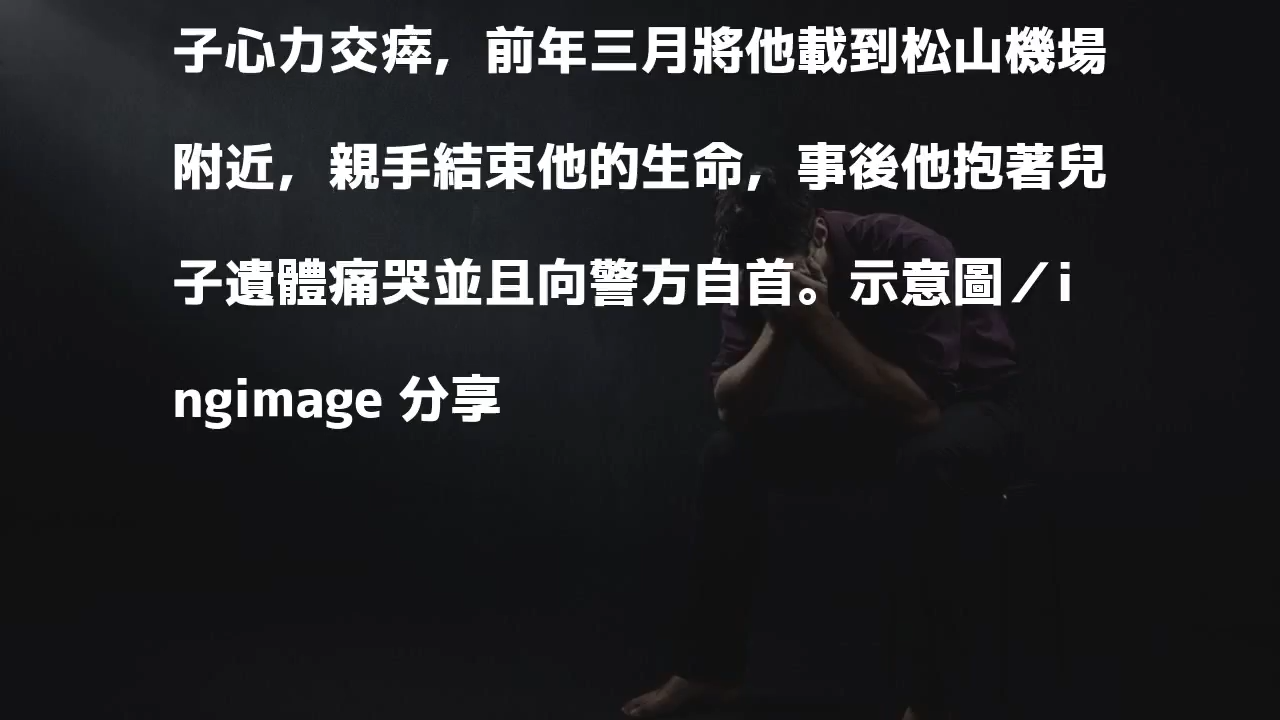 子心力交瘁，前年三月將他載到松山機場
附近，親手結束他的生命，事後他抱著兒
子遺體痛哭並且向警方自首。示意圖／i
ngimage 分享